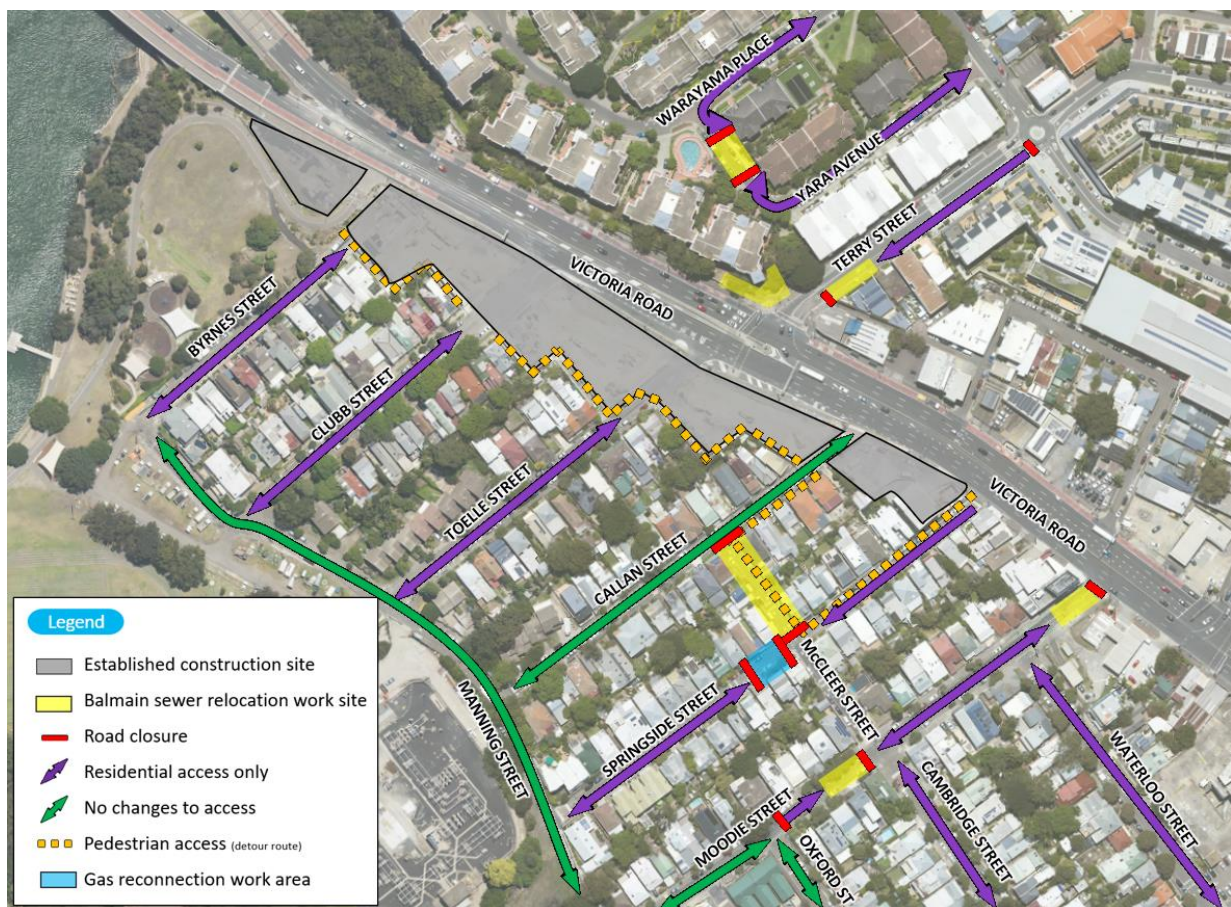 WARAYAMA PLACE
YARA AVENUE
TERRY STREET
VICTORIA ROAD
BYRNES STREET
CLUBB STREET
TOELLE STREET
CALLAN STREET
VICTORIA ROAD
McCLEER STREET
MANNING STREET
SPRINGSIDE STREET
MOODIE STREET
OXFORD ST
CAMBRIDGE STREET
WATERLOO STREET
Legend
Established construction site
Balmain sewer relocation work site
Road closure
Residential access only
No changes to access
Pedestrian access (detour route)
Gas reconnection work area